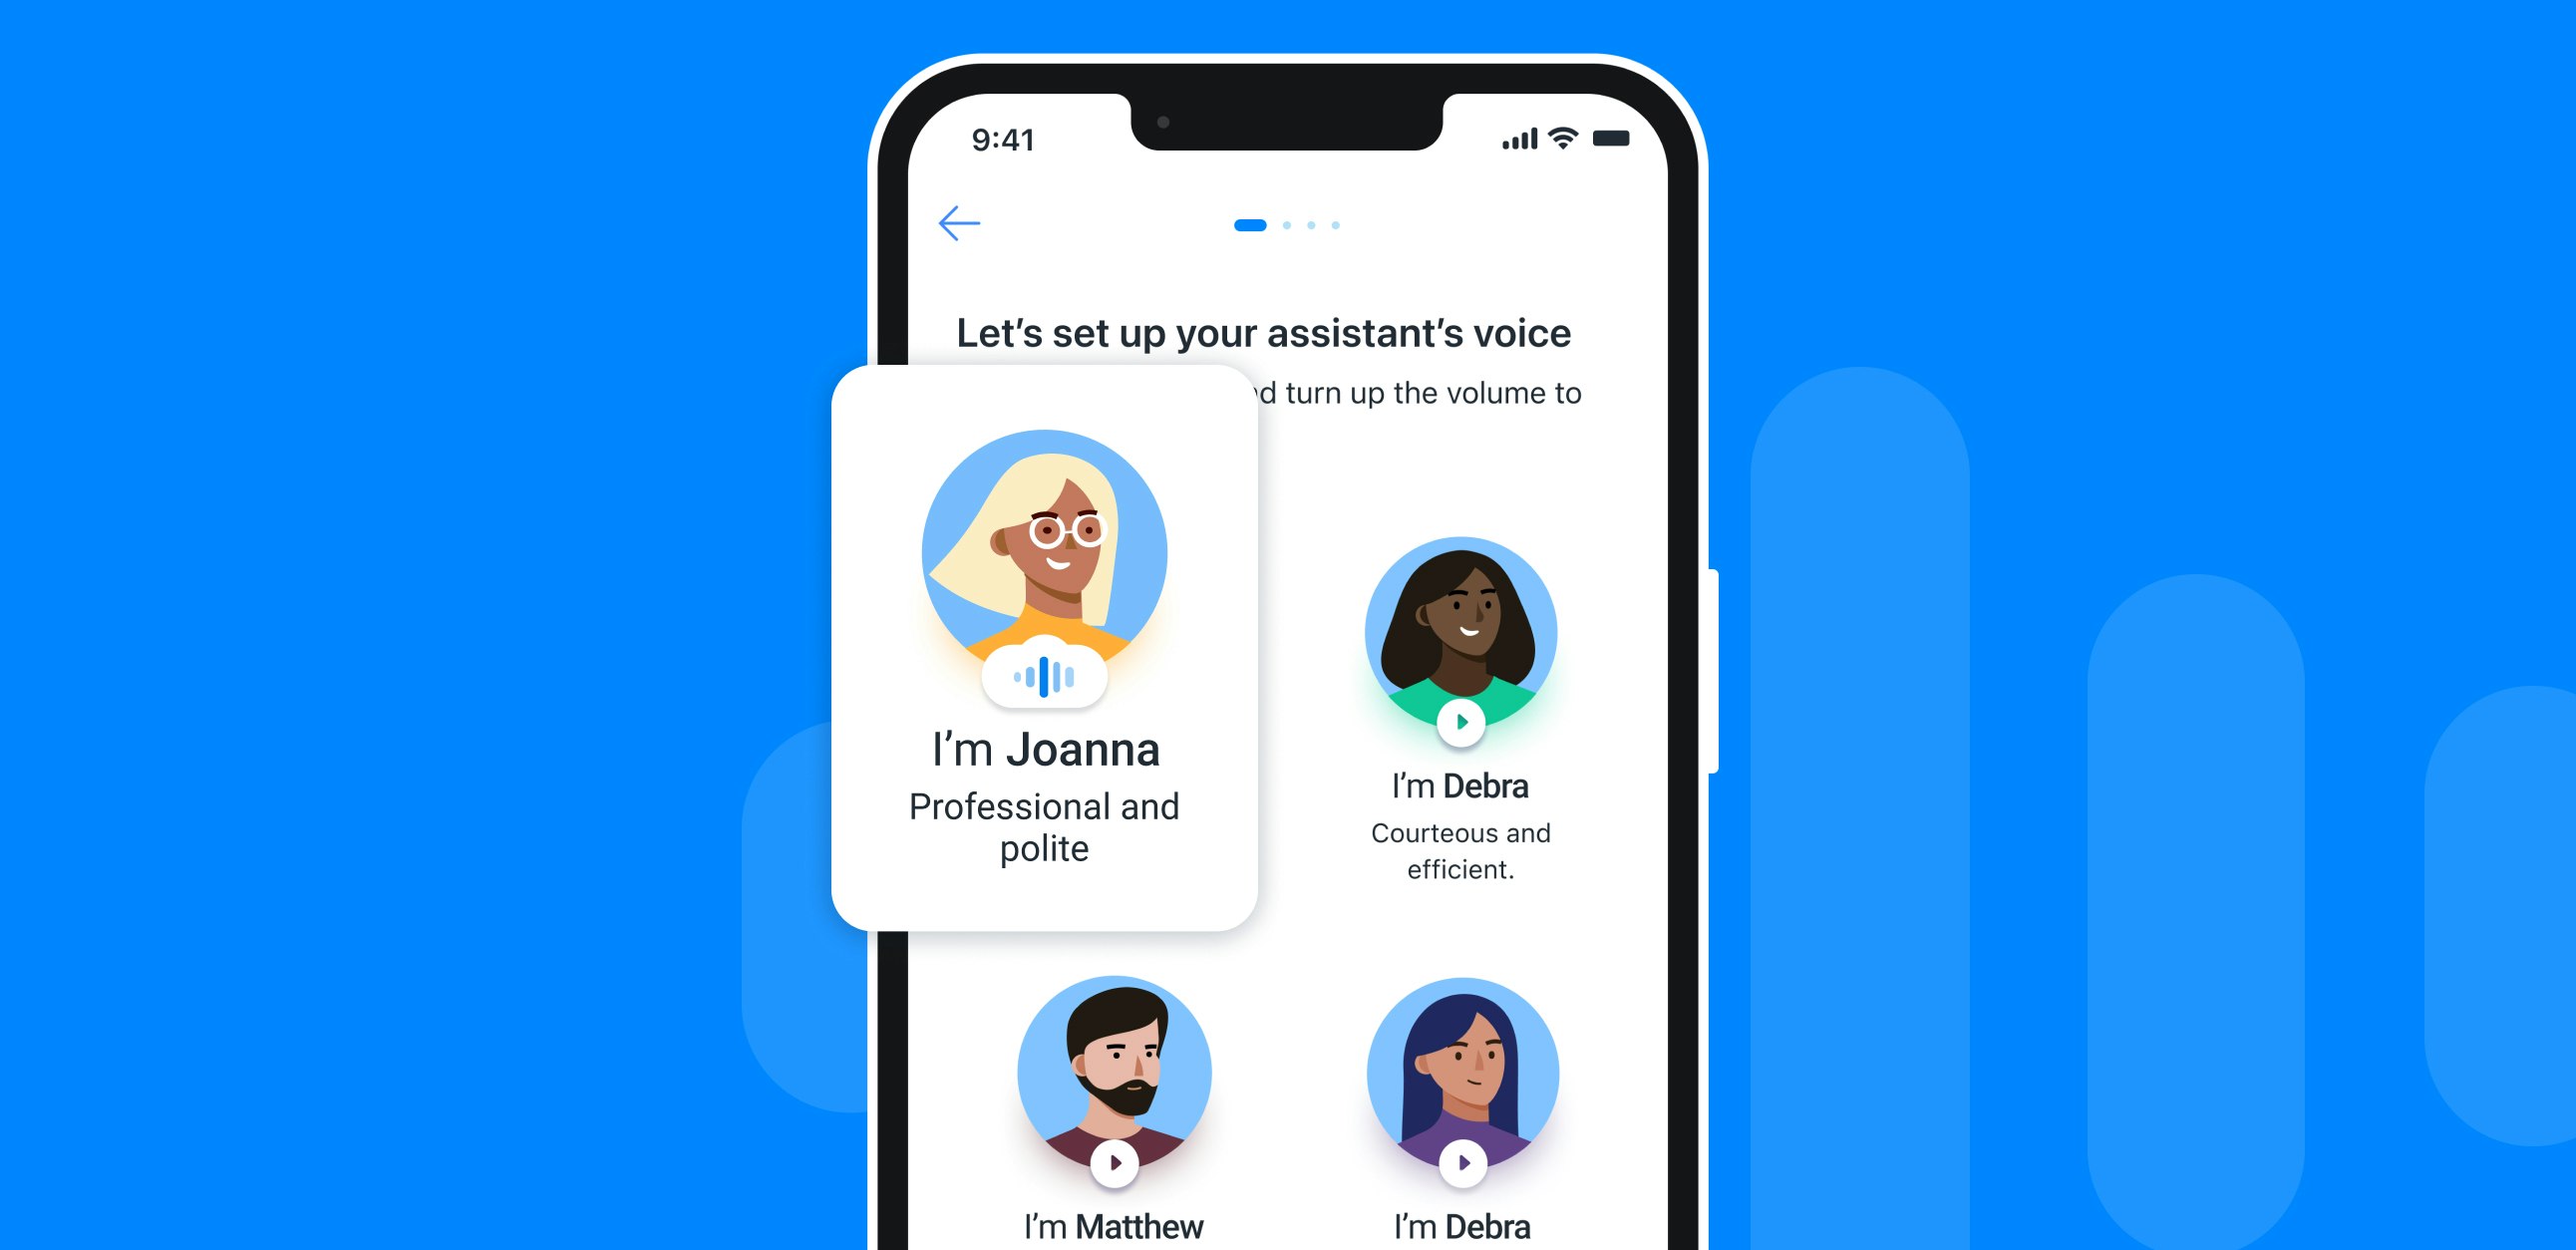 9:41
Let’s set up your assistant’s voice
turn up the volume to
I’m Joanna
Professional and
polite
I’m Debra
Courteous and
efficient.
I’m Matthew
I’m Debra